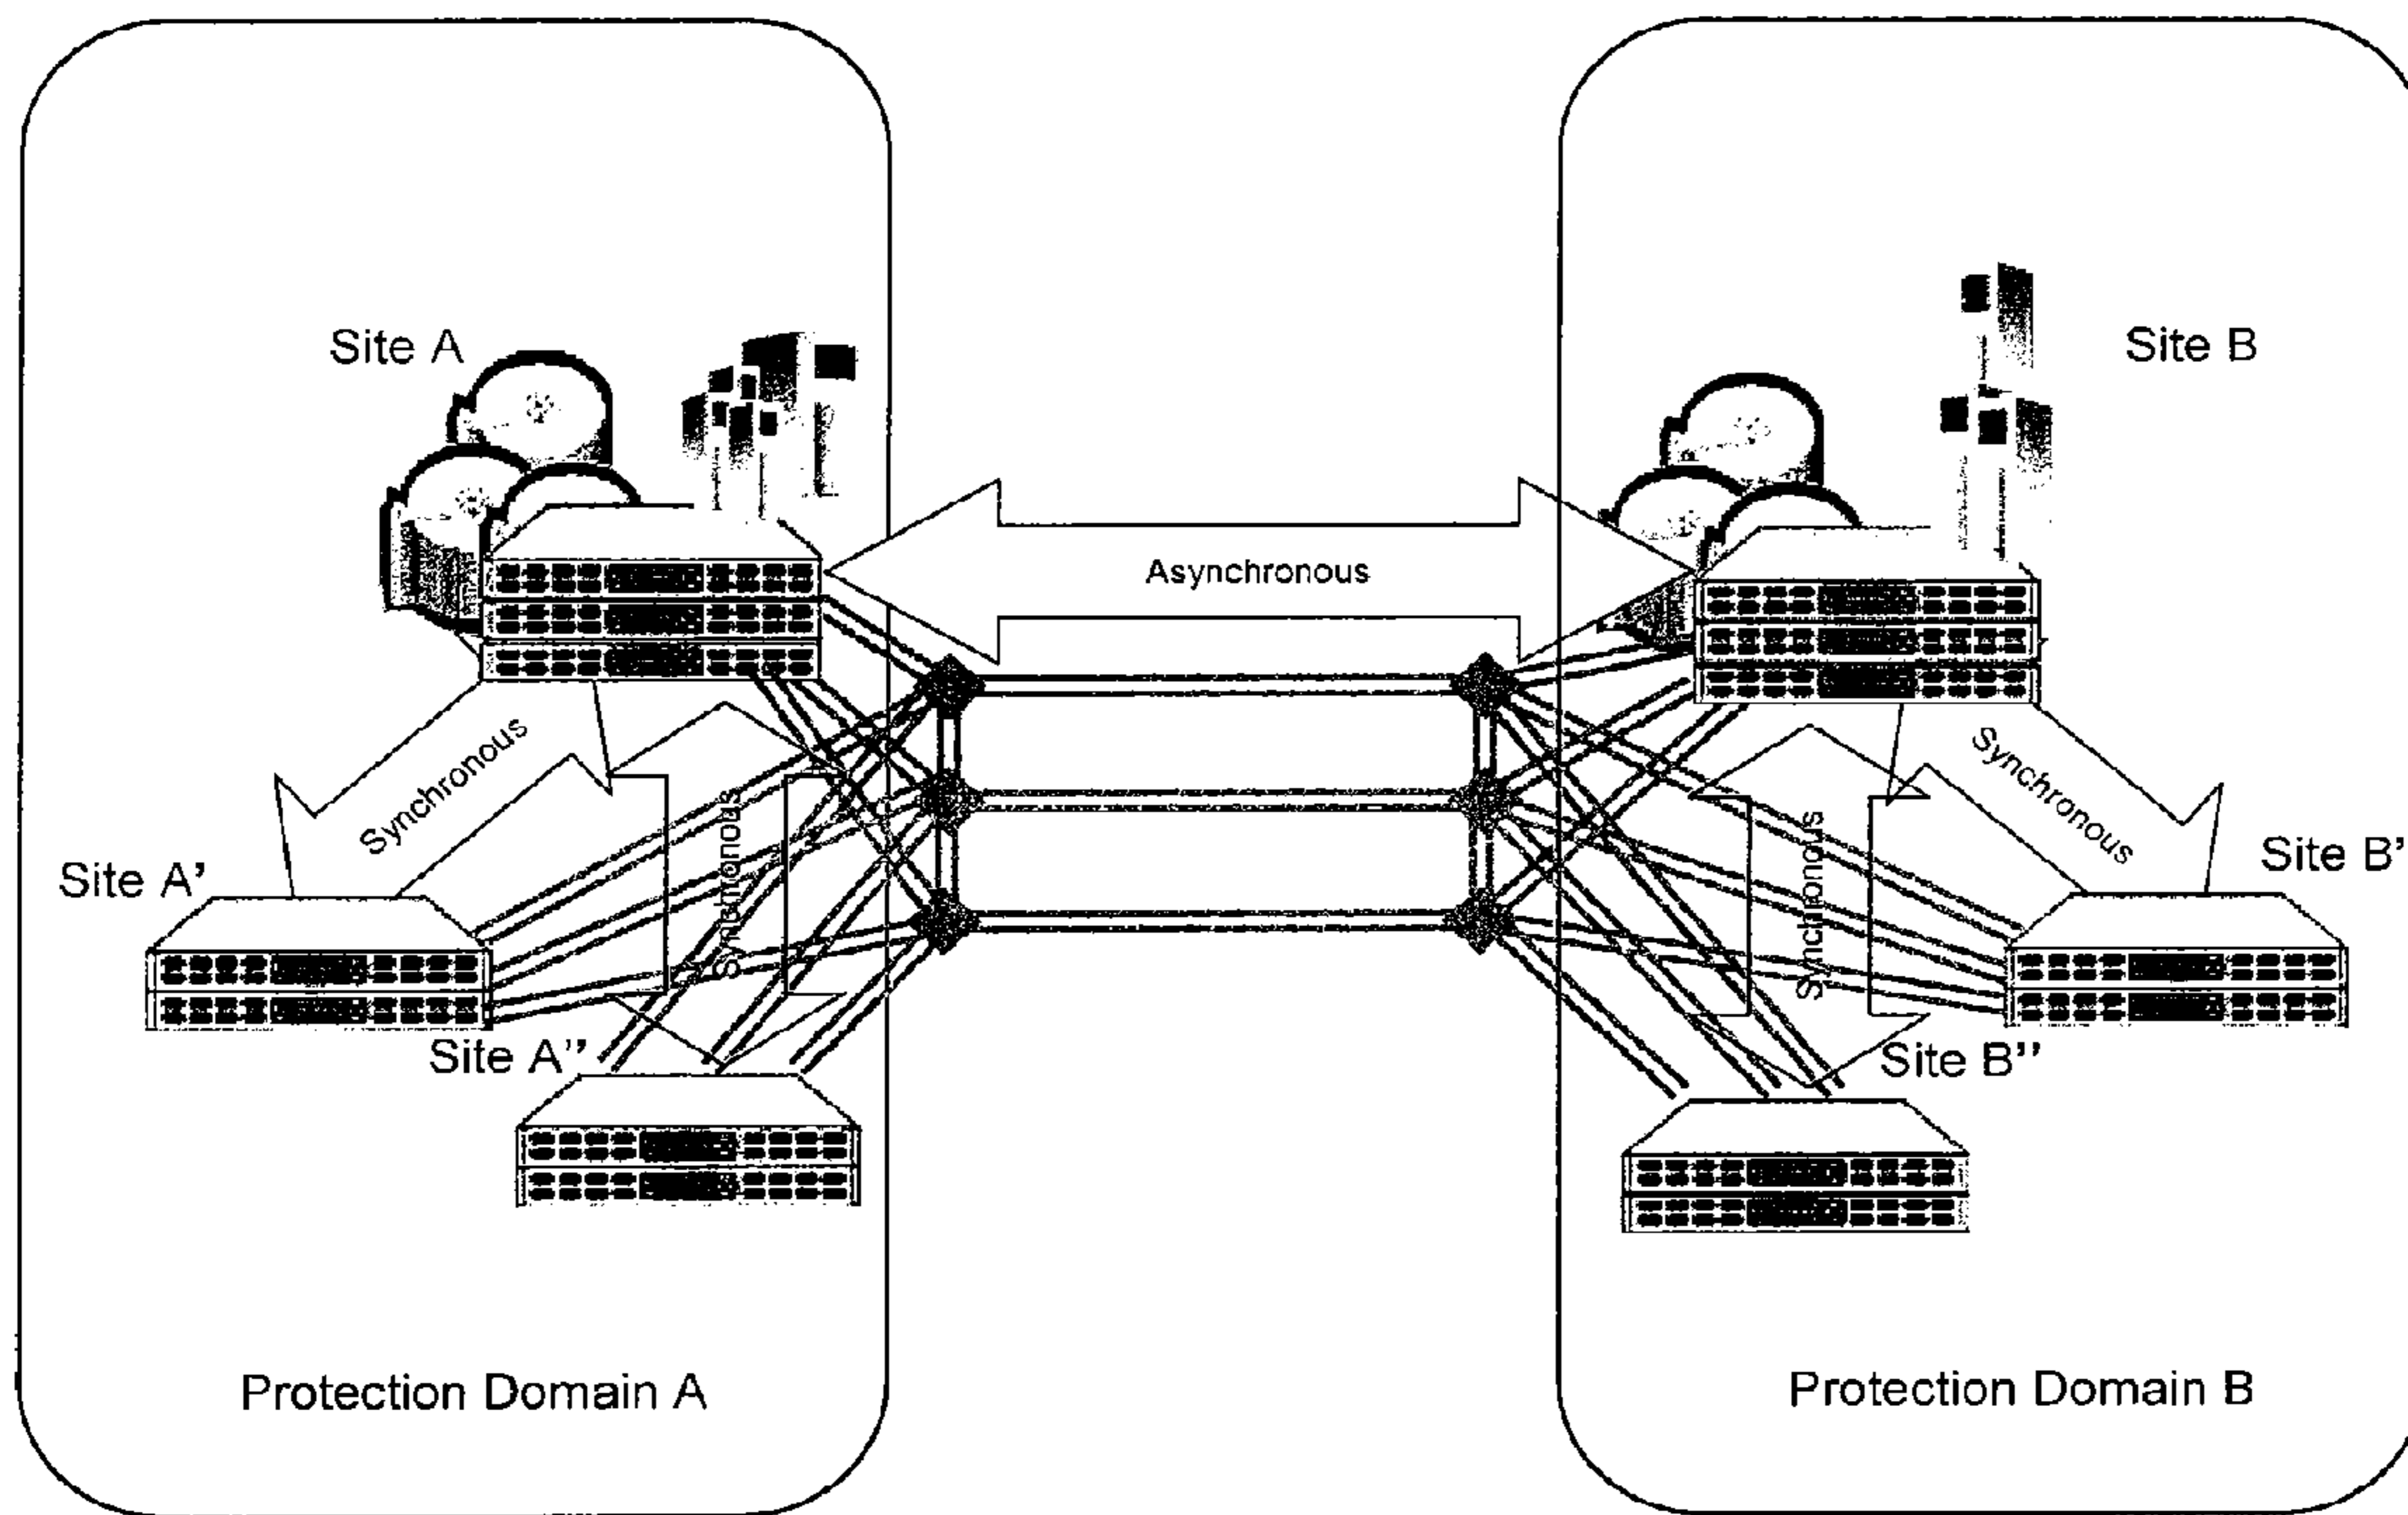 Site A
Site B
Asynchronous
Synchronous
Synchronous
Synchronous
Synchronous
Site A'
Site B'
Site A''
Site B''
Protection Domain A
Protection Domain B